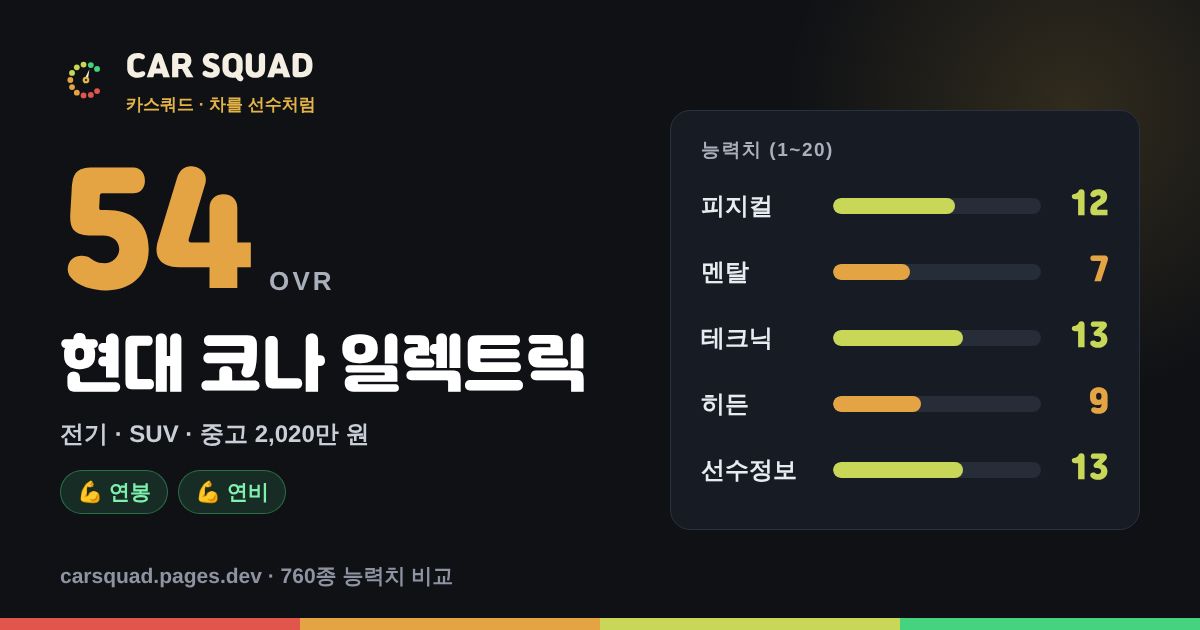 CAR SQUAD
카스쿼드 · 차를 선수처럼
54 OVR
현대 코나 일렉트릭
전기 · SUV · 중고 2,020만 원
💪 연봉 💪 연비
carsquad.pages.dev · 760종 능력치 비교
능력치 (1~20)
피지컬 12
멘탈 7
테크닉 13
히든 9
선수정보 13